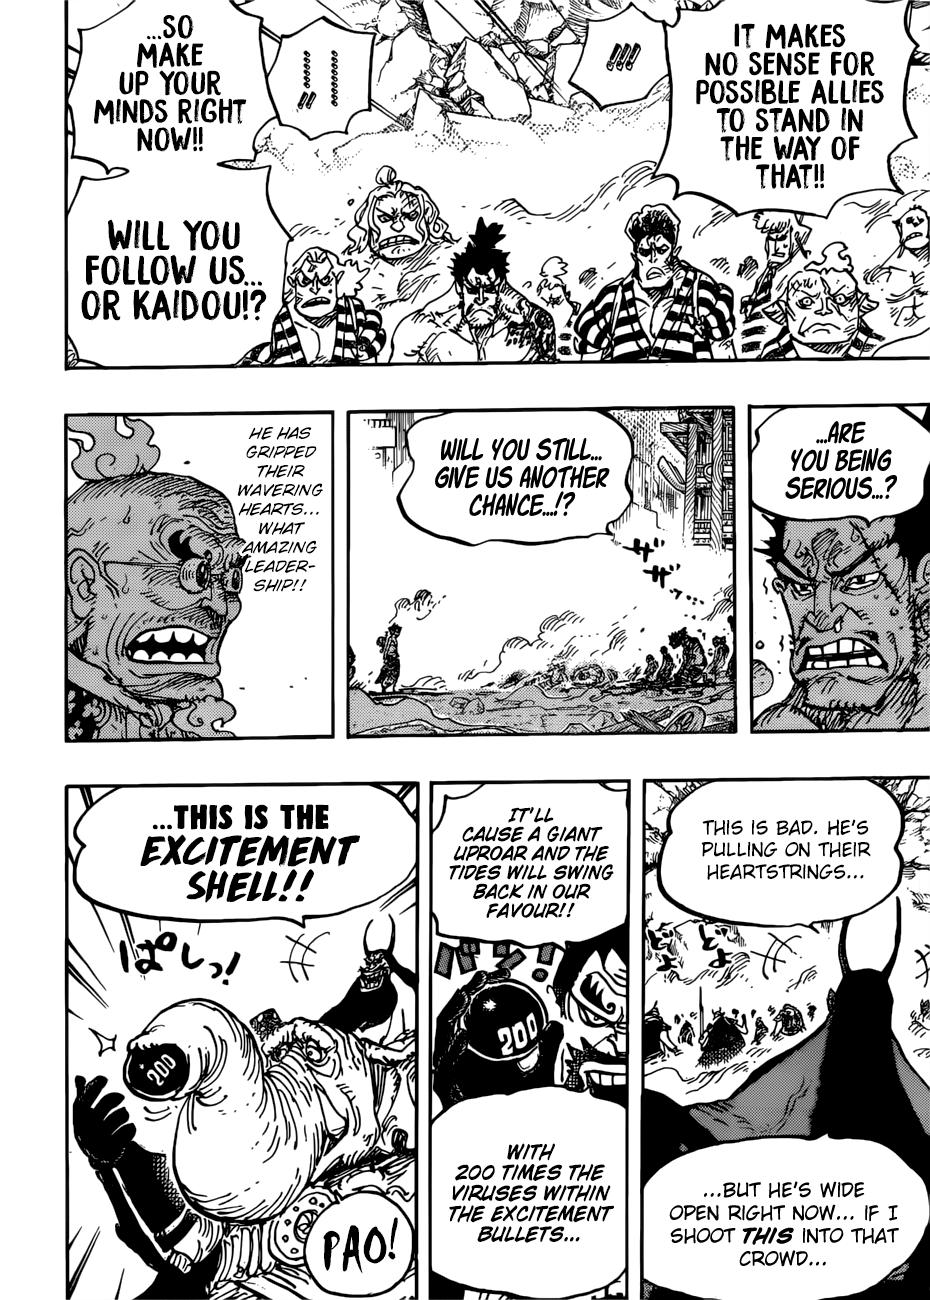 IT MAKES
NO SENSE FOR
POSSIBLE ALLIES
TO STAND IN
THE WAY OF
THAT!!
!!!
...SO
MAKE
UP YOUR
MINDS RIGHT
NOW!!
WILL YOU
FOLLOW US...
OR KAIDOU!?
...ARE
YOU BEING
SERIOUS...?
WILL YOU STILL...
GIVE US ANOTHER
CHANCE...!?
ザ
ザ
HE HAS
GRIPPED
THEIR
WAVERING
HEARTS...
WHAT
AMAZING
LEADER-
SHIP!!
THIS IS BAD. HE'S
PULLING ON THEIR
HEARTSTRINGS...
...BUT HE'S WIDE
OPEN RIGHT NOW... IF I
SHOOT THIS INTO THAT
CROWD...
IT'LL
CAUSE A GIANT
UPROAR AND THE
TIDES WILL SWING
BACK IN OUR
FAVOUR!!
バン!
200
WITH
200 TIMES THE
VIRUSES WITHIN
THE EXCITEMENT
BULLETS...
...THIS IS THE
EXCITEMENT
SHELL!!
ぱしっ!
200
PAO!